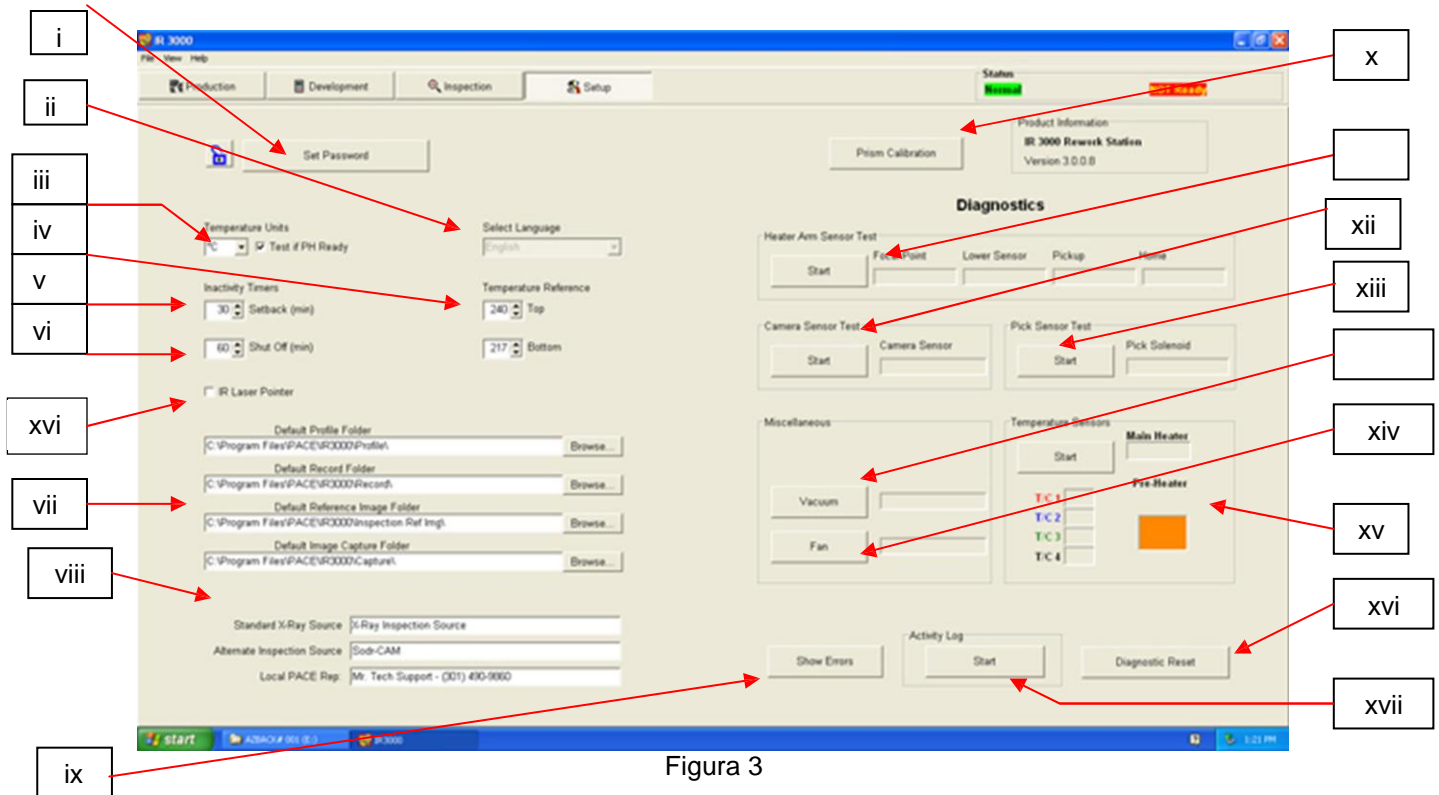 i
ii
iii
iv
v
vi
xvi
vii
viii
ix
IR 3000
File View Help
Production Development Inspection Setup
Status
Normal NOT Ready
Set Password
Prism Calibration
Product Information
IR 3000 Rework Station
Version 3.0.0.8
Temperature Units
°C Test if PH Ready
Select Language
English
Inactivity Timers
30 Setback (min)
60 Shut Off (min)
Temperature Reference
240 Top
217 Bottom
IR Laser Pointer
Default Profile Folder
C:\Program Files\PACE\IR3000\Profile\ Browse...
Default Record Folder
C:\Program Files\PACE\IR3000\Record\ Browse...
Default Reference Image Folder
C:\Program Files\PACE\IR3000\Inspection Ref Img\ Browse...
Default Image Capture Folder
C:\Program Files\PACE\IR3000\Capture\ Browse...
Standard X-Ray Source X-Ray Inspection Source
Alternate Inspection Source Sodr-CAM
Local PACE Rep: Mr. Tech Support - (301) 490-9860
Diagnostics
Heater Arm Sensor Test
Start
Focal Point Lower Sensor Pickup Home
Camera Sensor Test
Start
Camera Sensor
Pick Sensor Test
Start
Pick Solenoid
Miscellaneous
Vacuum
Fan
Temperature Sensors
Start
Main Heater
Pre-Heater
T/C 1
T/C 2
T/C 3
T/C 4
Show Errors
Activity Log
Start
Diagnostic Reset
start
IR3000
1:21 PM
x
xii
xiii
xiv
xv
xvi
xvii
Figura 3